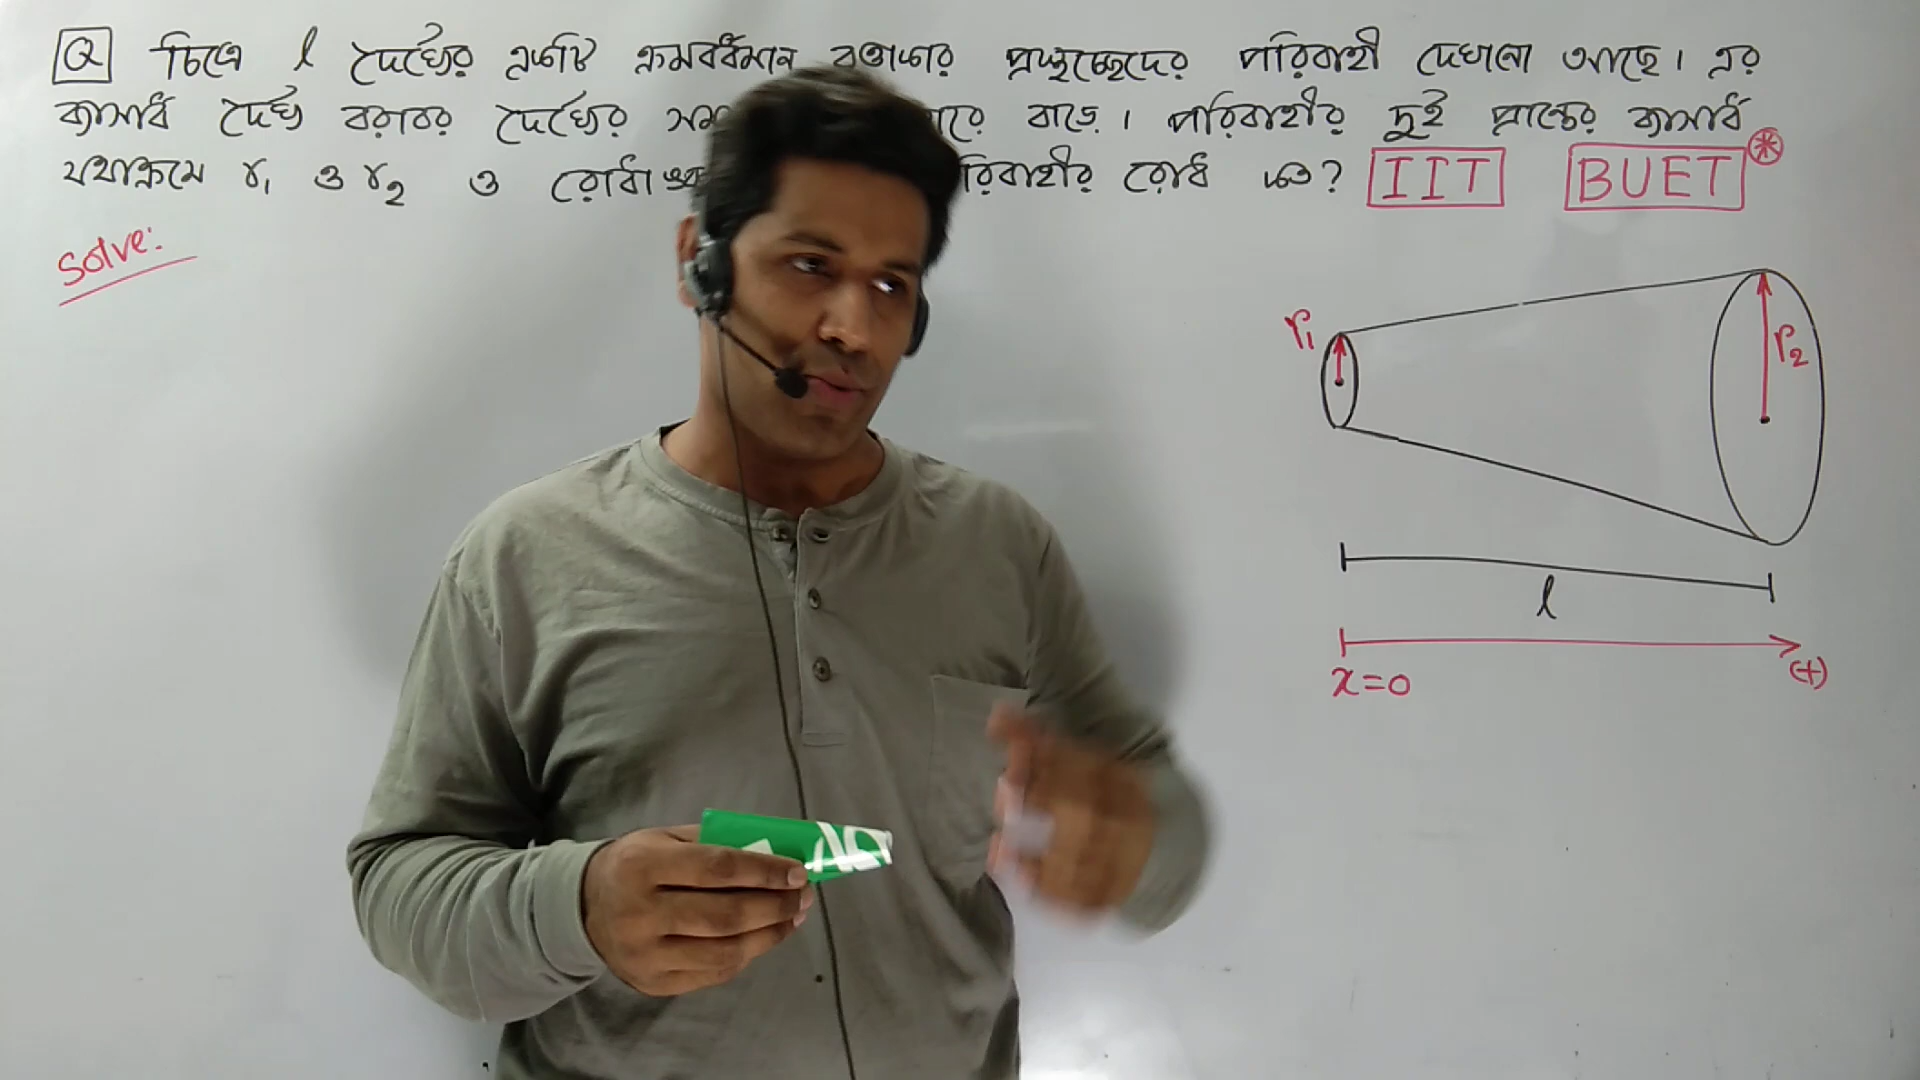 Q চিত্রে l দৈর্ঘ্যের একটি ক্রমবর্ধমান বৃত্তাকার প্রস্থচ্ছেদের পরিবাহী দেখানো আছে। এর
ব্যাসার্ধ দৈর্ঘ্য বরাবর দৈর্ঘ্যের বাড়ে। পরিবাহীর দুই প্রান্তের ব্যাসার্ধ
যথাক্রমে r₁ ও r₂ ও রোধ কত? IIT BUET
Solve:
r₁
r₂
l
x=0
(+)